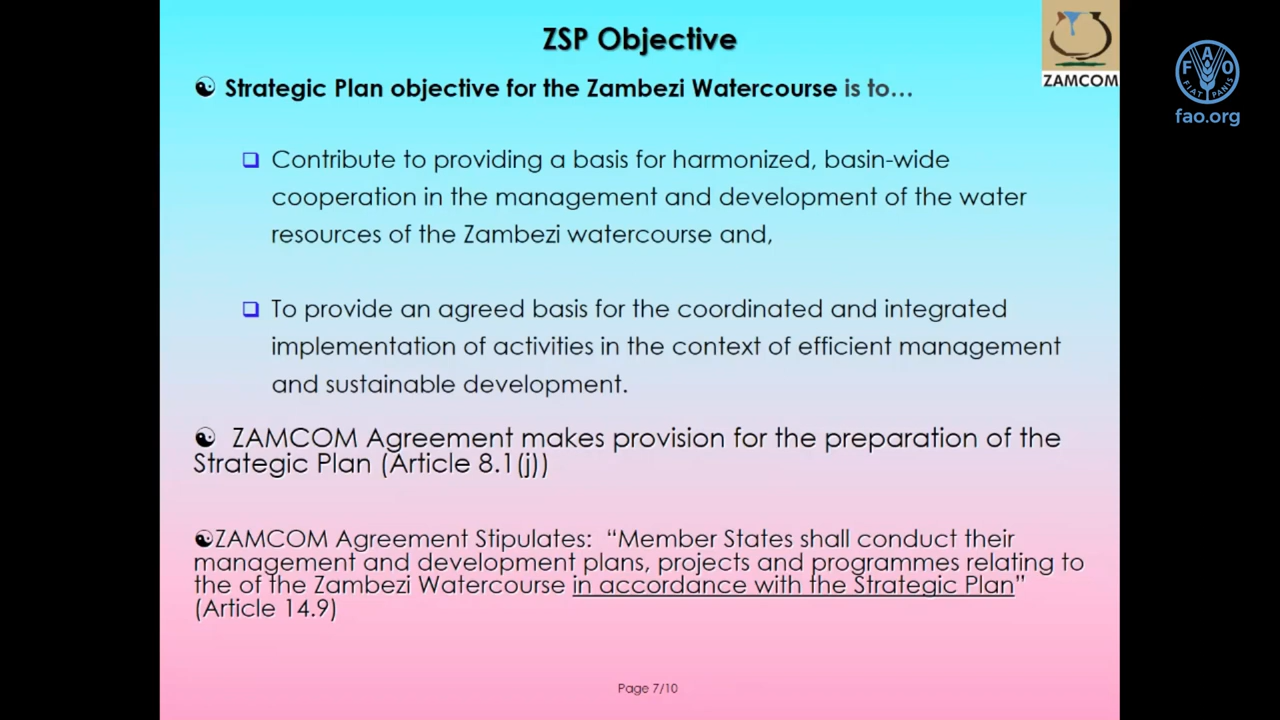 ZSP Objective
ZAMCOM
FAO
FIAT PANIS
fao.org
Strategic Plan objective for the Zambezi Watercourse is to…
Contribute to providing a basis for harmonized, basin-wide
cooperation in the management and development of the water
resources of the Zambezi watercourse and,
To provide an agreed basis for the coordinated and integrated
implementation of activities in the context of efficient management
and sustainable development.
ZAMCOM Agreement makes provision for the preparation of the
Strategic Plan (Article 8.1(j))
ZAMCOM Agreement Stipulates: “Member States shall conduct their
management and development plans, projects and programmes relating to
the of the Zambezi Watercourse in accordance with the Strategic Plan”
(Article 14.9)
Page 7/10